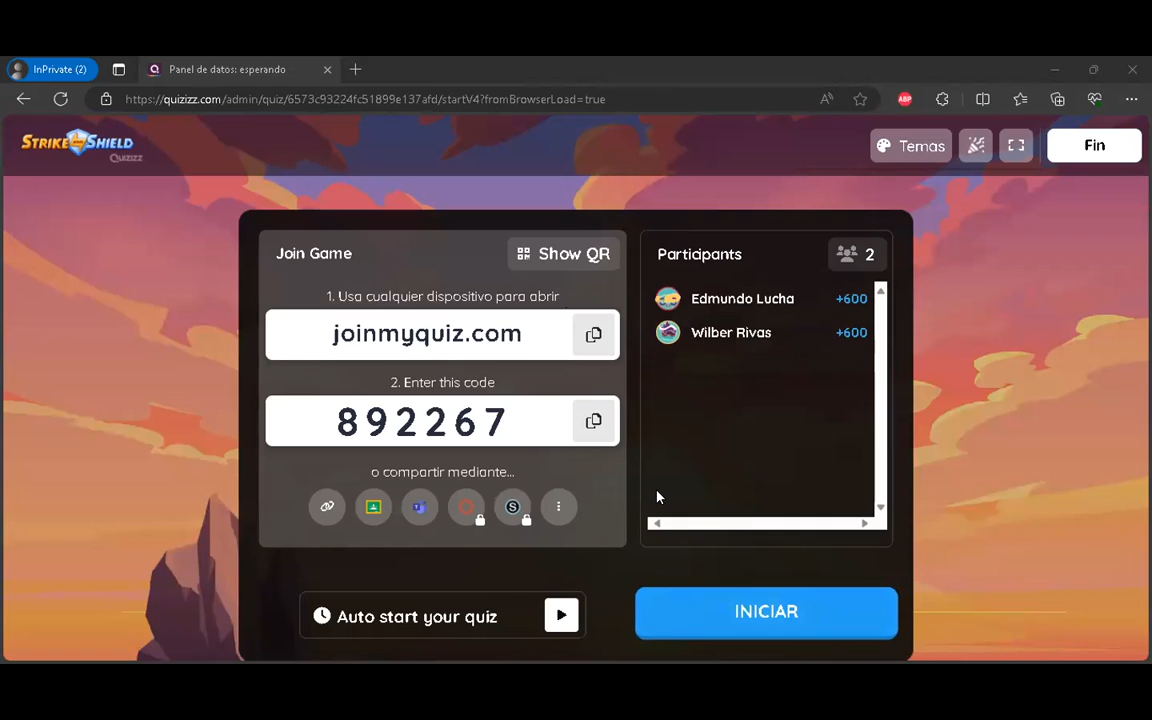 InPrivate (2)
Panel de datos: esperando
https://quizizz.com/admin/quiz/6573c93224fc51899e137afd/startV4?fromBrowserLoad=true
ABP
STRIKE AND SHIELD
Quizizz
Temas
Fin
Join Game
Show QR
1. Usa cualquier dispositivo para abrir
joinmyquiz.com
2. Enter this code
892267
o compartir mediante...
Participants
2
Edmundo Lucha +600
Wilber Rivas +600
Auto start your quiz
INICIAR